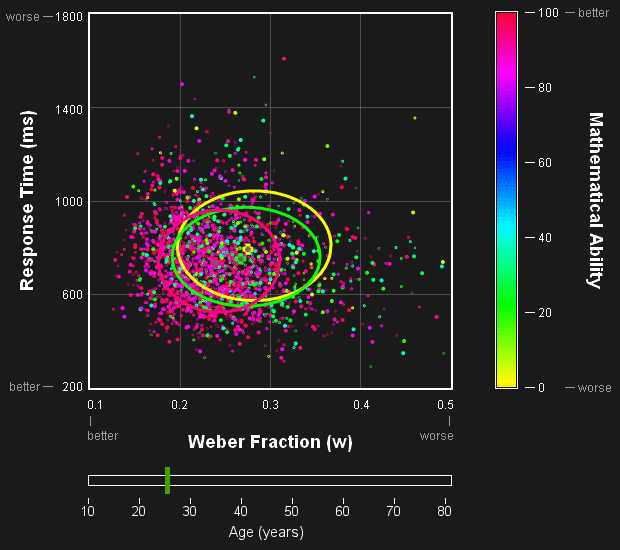 worse
1800
1400
1000
600
200
better
Response Time (ms)
0.1
0.2
0.3
0.4
0.5
better
worse
Weber Fraction (w)
100
80
60
40
20
0
better
worse
Mathematical Ability
10
20
30
40
50
60
70
80
Age (years)